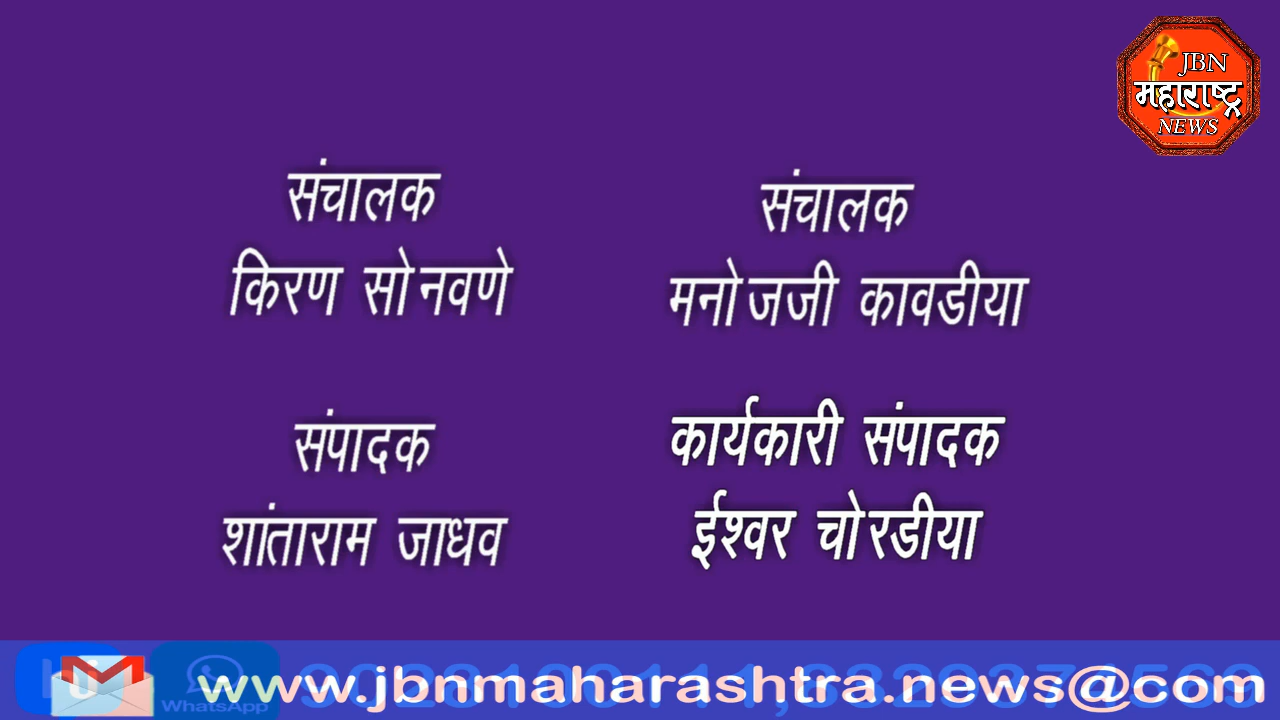 JBN
महाराष्ट्र
NEWS
संचालक
किरण सोनवणे
संचालक
मनोजजी कावडीया
संपादक
शांताराम जाधव
कार्यकारी संपादक
ईश्वर चोरडीया
WhatsApp
www.jbnmaharashtra.news@com